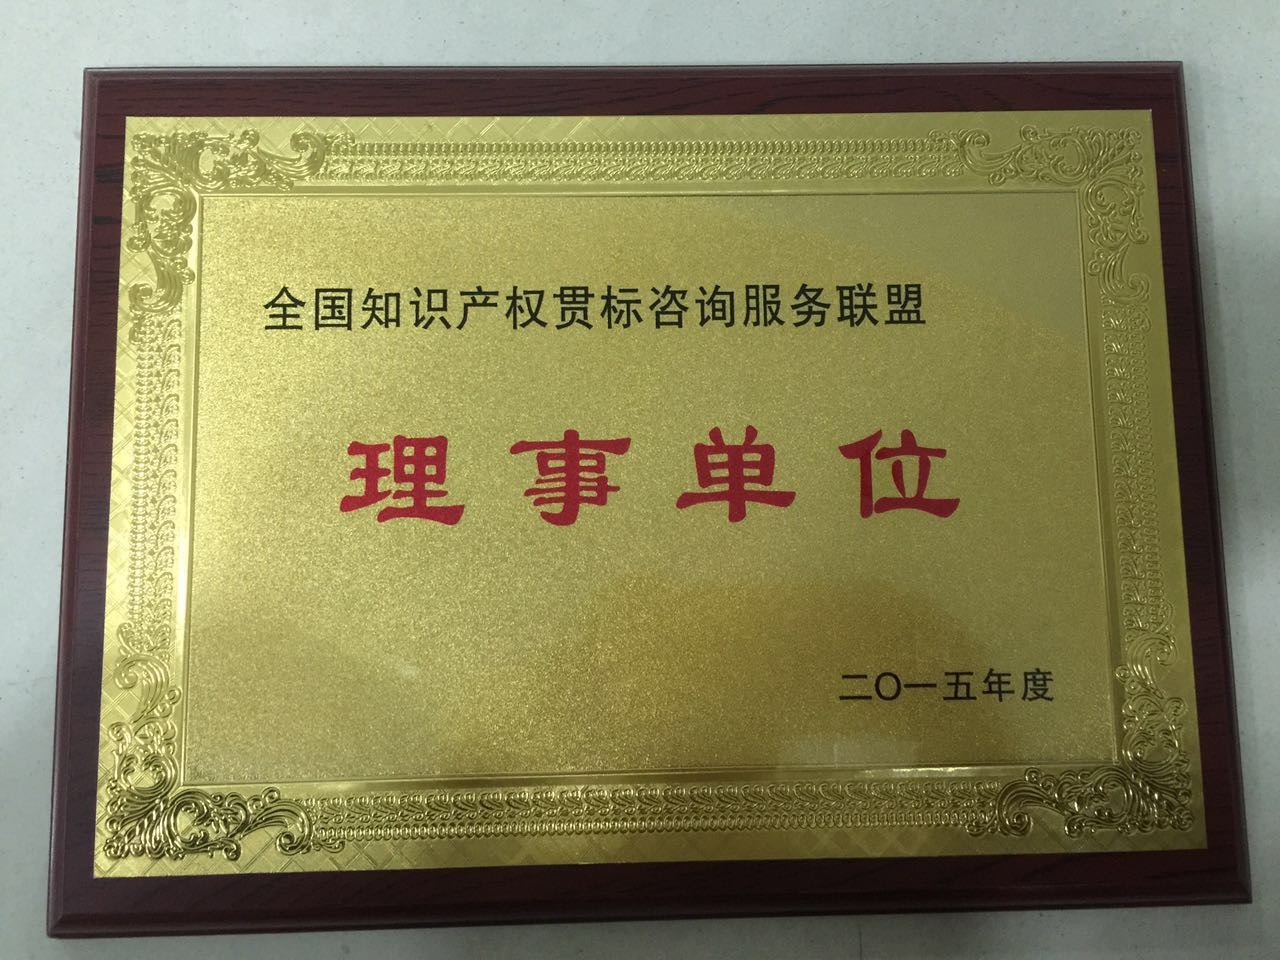 全国知识产权贯标咨询服务联盟
理事单位
二〇一五年度